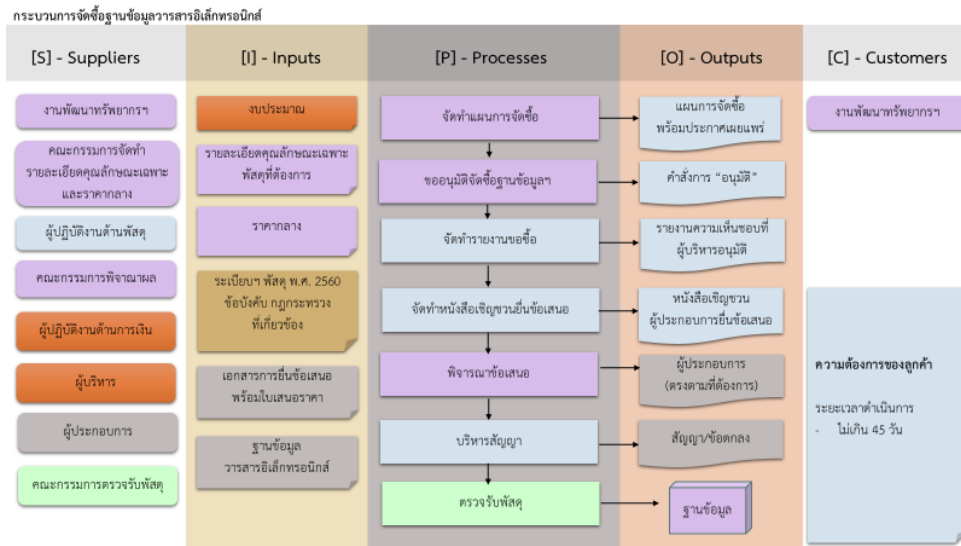 กระบวนการจัดซื้อฐานข้อมูลวารสารอิเล็กทรอนิกส์
[S] - Suppliers
งานพัฒนาทรัพยากรฯ
คณะกรรมการจัดทำ
รายละเอียดคุณลักษณะเฉพาะ
และราคากลาง
ผู้ปฏิบัติงานด้านพัสดุ
คณะกรรมการพิจาณาผล
ผู้ปฏิบัติงานด้านการเงิน
ผู้บริหาร
ผู้ประกอบการ
คณะกรรมการตรวจรับพัสดุ
[I] - Inputs
งบประมาณ
รายละเอียดคุณลักษณะเฉพาะ
พัสดุที่ต้องการ
ราคากลาง
ระเบียบฯ พัสดุ พ.ศ. 2560
ข้อบังคับ กฎกระทรวง
ที่เกี่ยวข้อง
เอกสารการยื่นข้อเสนอ
พร้อมใบเสนอราคา
ฐานข้อมูล
วารสารอิเล็กทรอนิกส์
[P] - Processes
จัดทำแผนการจัดซื้อ
ขออนุมัติจัดซื้อฐานข้อมูลฯ
จัดทำรายงานขอซื้อ
จัดทำหนังสือเชิญชวนยื่นข้อเสนอ
พิจารณาข้อเสนอ
บริหารสัญญา
ตรวจรับพัสดุ
[O] - Outputs
แผนการจัดซื้อ
พร้อมประกาศเผยแพร่
คำสั่งการ “อนุมัติ”
รายงานความเห็นชอบที่
ผู้บริหารอนุมัติ
หนังสือเชิญชวน
ผู้ประกอบการยื่นข้อเสนอ
ผู้ประกอบการ
(ตรงตามที่ต้องการ)
สัญญา/ข้อตกลง
ฐานข้อมูล
[C] - Customers
งานพัฒนาทรัพยากรฯ
ความต้องการของลูกค้า
ระยะเวลาดำเนินการ
- ไม่เกิน 45 วัน